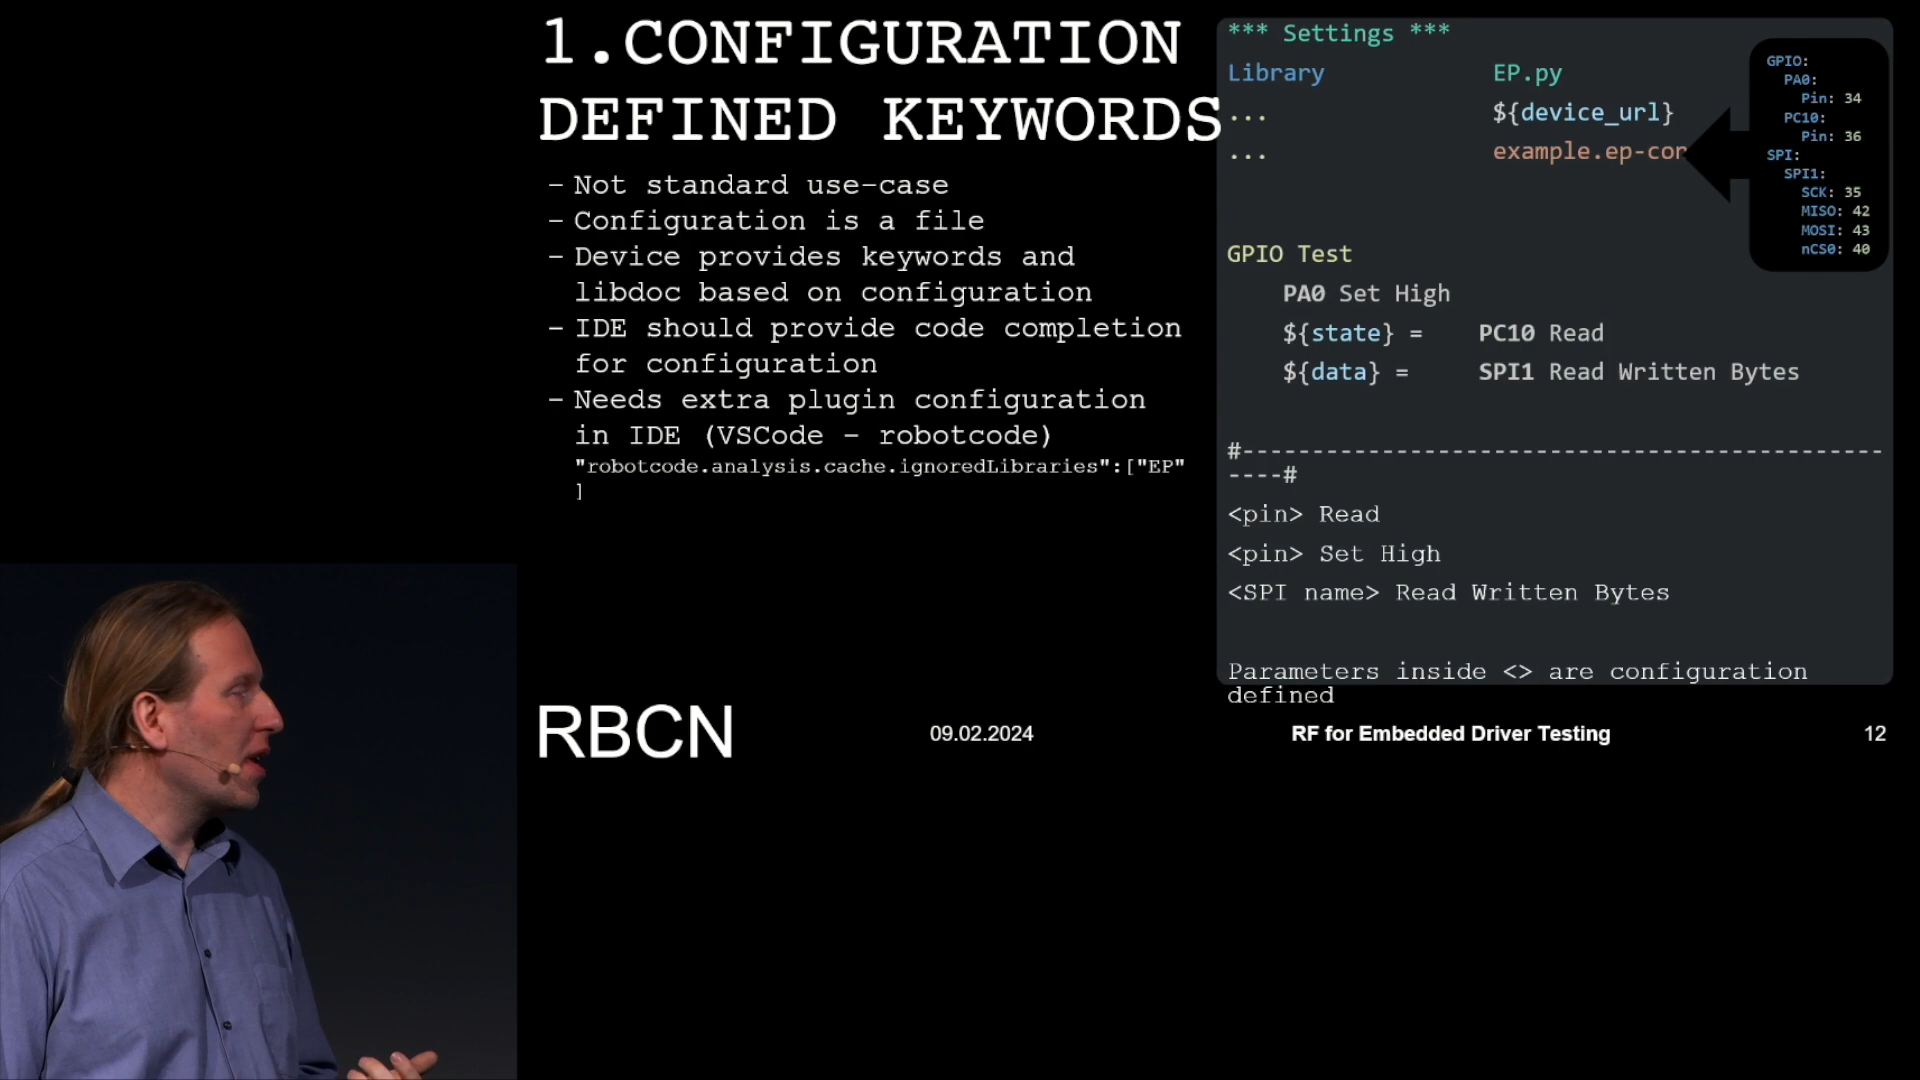 1.CONFIGURATION
DEFINED KEYWORDS
– Not standard use-case
– Configuration is a file
– Device provides keywords and
libdoc based on configuration
– IDE should provide code completion
for configuration
– Needs extra plugin configuration
in IDE (VSCode – robotcode)
"robotcode.analysis.cache.ignoredLibraries":["EP"
]
*** Settings ***
Library EP.py
... ${device_url}
... example.ep-con
GPIO:
PA0:
Pin: 34
PC10:
Pin: 36
SPI:
SPI1:
SCK: 35
MISO: 42
MOSI: 43
nCS0: 40
GPIO Test
PA0 Set High
${state} = PC10 Read
${data} = SPI1 Read Written Bytes
#----------------------------------------------
----#
<pin> Read
<pin> Set High
<SPI name> Read Written Bytes
Parameters inside <> are configuration
defined
RBCN 09.02.2024 RF for Embedded Driver Testing 12